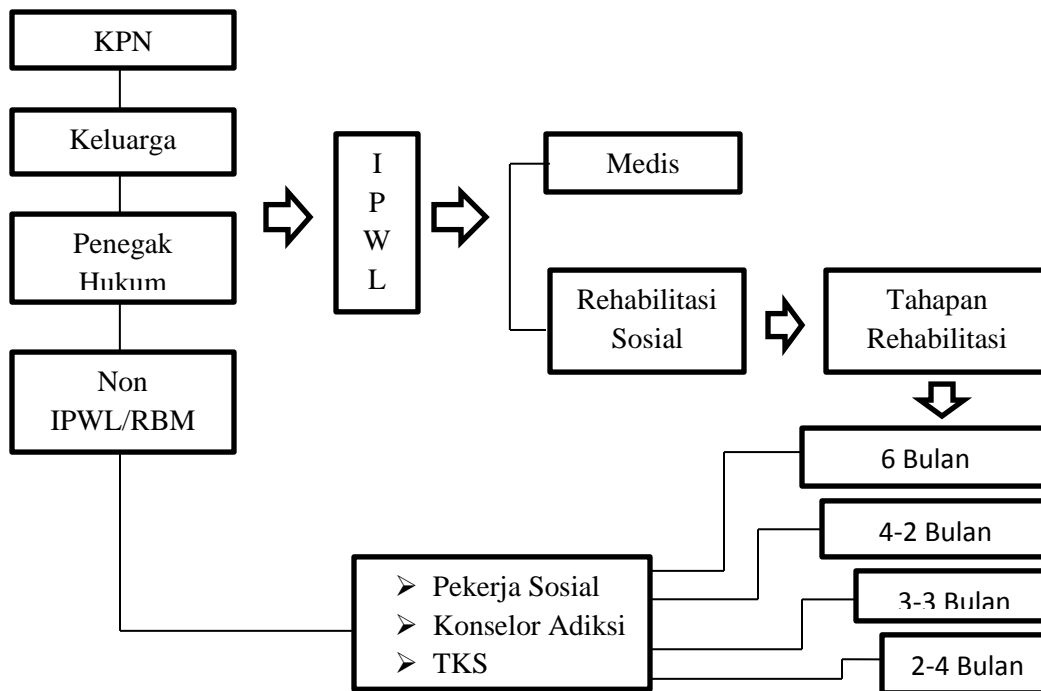 KPN
Keluarga
Penegak
Hukum
Non
IPWL/RBM
I
P
W
L
Medis
Rehabilitasi
Sosial
Tahapan
Rehabilitasi
6 Bulan
4-2 Bulan
3-3 Bulan
2-4 Bulan
➢ Pekerja Sosial
➢ Konselor Adiksi
➢ TKS